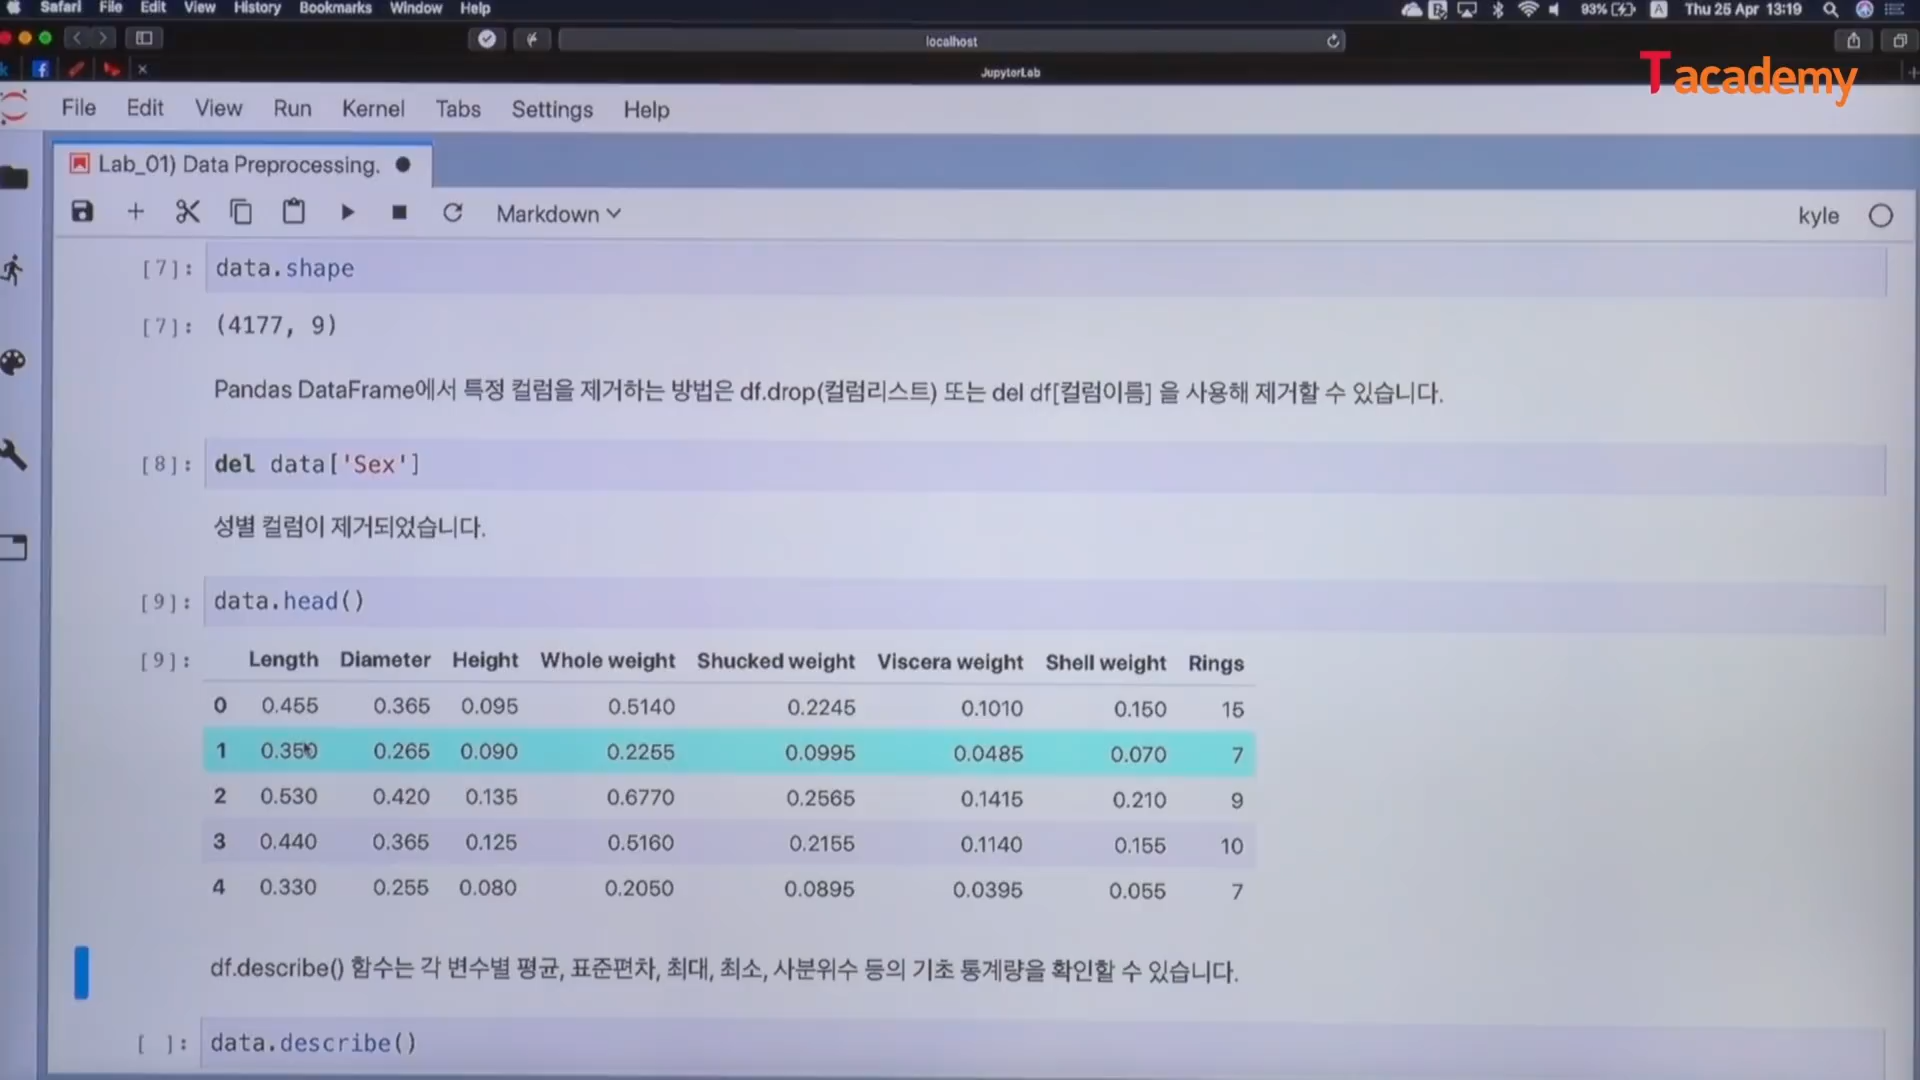 Safari File Edit View History Bookmarks Window Help 93% A Thu 25 Apr 13:19
localhost
JupyterLab
Tacademy
File Edit View Run Kernel Tabs Settings Help
Lab_01) Data Preprocessing.
Markdown kyle
[7]: data.shape
[7]: (4177, 9)
Pandas DataFrame에서 특정 컬럼을 제거하는 방법은 df.drop(컬럼리스트) 또는 del df[컬럼이름] 을 사용해 제거할 수 있습니다.
[8]: del data['Sex']
성별 컬럼이 제거되었습니다.
[9]: data.head()
[9]: Length Diameter Height Whole weight Shucked weight Viscera weight Shell weight Rings
0 0.455 0.365 0.095 0.5140 0.2245 0.1010 0.150 15
1 0.350 0.265 0.090 0.2255 0.0995 0.0485 0.070 7
2 0.530 0.420 0.135 0.6770 0.2565 0.1415 0.210 9
3 0.440 0.365 0.125 0.5160 0.2155 0.1140 0.155 10
4 0.330 0.255 0.080 0.2050 0.0895 0.0395 0.055 7
df.describe() 함수는 각 변수별 평균, 표준편차, 최대, 최소, 사분위수 등의 기초 통계량을 확인할 수 있습니다.
[ ]: data.describe()